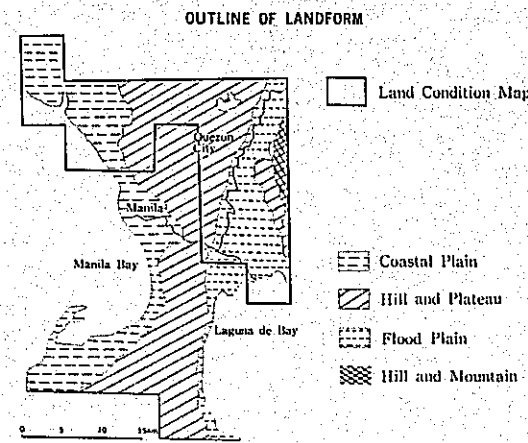 OUTLINE OF LANDFORM
Land Condition Map
Quezon
City
Manila
Manila Bay
Laguna de Bay
Coastal Plain
Hill and Plateau
Flood Plain
Hill and Mountain
0 5 10 15km